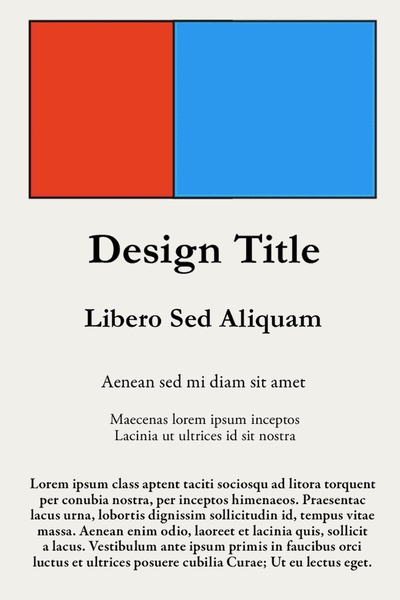 Design Title
Libero Sed Aliquam
Aenean sed mi diam sit amet
Maecenas lorem ipsum inceptos
Lacinia ut ultrices id sit nostra
Lorem ipsum class aptent taciti sociosqu ad litora torquent
per conubia nostra, per inceptos himenaeos. Praesentac
lacus urna, lobortis dignissim sollicitudin id, tempus vitae
massa. Aenean enim odio, laoreet et lacinia quis, sollicit
a lacus. Vestibulum ante ipsum primis in faucibus orci
luctus et ultrices posuere cubilia Curae; Ut eu lectus eget.